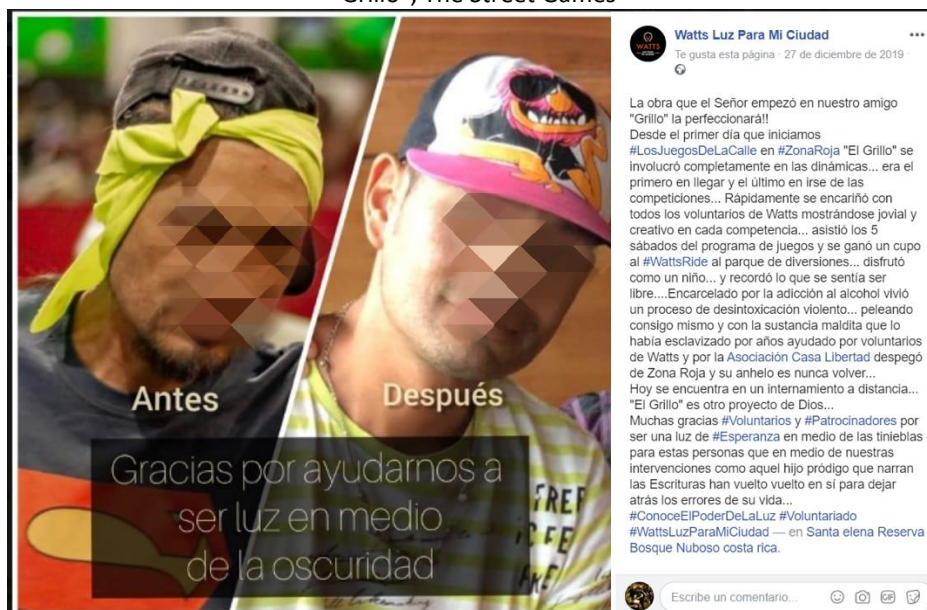 "Grillo", The Street Games
Antes
Después
Gracias por ayudarnos a
ser luz en medio
de la oscuridad
FREE
WATTS
Watts Luz Para Mi Ciudad
Te gusta esta página · 27 de diciembre de 2019 ·
La obra que el Señor empezó en nuestro amigo
"Grillo" la perfeccionará!!
Desde el primer día que iniciamos
#LosJuegosDeLaCalle en #ZonaRoja "El Grillo" se
involucró completamente en las dinámicas... era el
primero en llegar y el último en irse de las
competiciones... Rápidamente se encariñó con
todos los voluntarios de Watts mostrándose jovial y
creativo en cada competencia... asistió los 5
sábados del programa de juegos y se ganó un cupo
al #WattsRide al parque de diversiones... disfrutó
como un niño... y recordó lo que se sentía ser
libre....Encarcelado por la adicción al alcohol vivió
un proceso de desintoxicación violento... peleando
consigo mismo y con la sustancia maldita que lo
había esclavizado por años ayudado por voluntarios
de Watts y por la Asociación Casa Libertad despegó
de Zona Roja y su anhelo es nunca volver...
Hoy se encuentra en un internamiento a distancia...
"El Grillo" es otro proyecto de Dios...
Muchas gracias #Voluntarios y #Patrocinadores por
ser una luz de #Esperanza en medio de las tinieblas
para estas personas que en medio de nuestras
intervenciones como aquel hijo pródigo que narran
las Escrituras han vuelto vuelto en sí para dejar
atrás los errores de su vida...
#ConoceElPoderDeLaLuz #Voluntariado
#WattsLuzParaMiCiudad — en Santa elena Reserva
Bosque Nuboso costa rica.
Escribe un comentario...
GIF